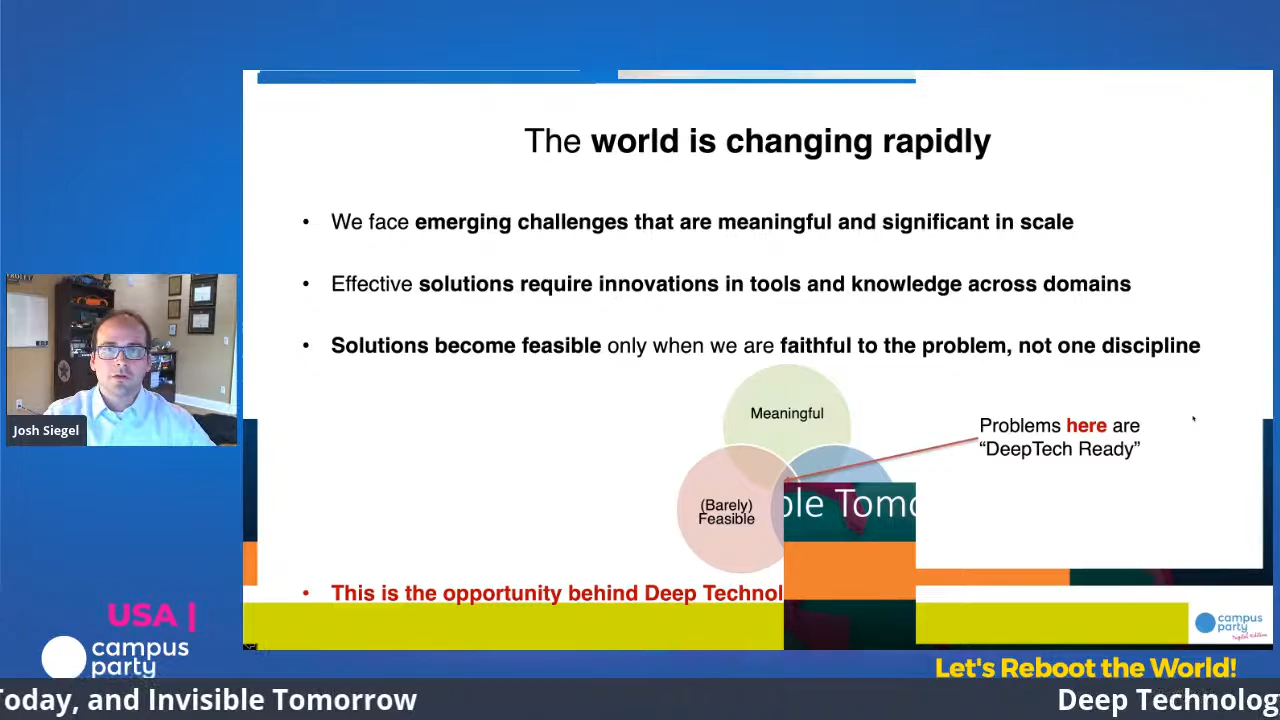 The world is changing rapidly
• We face emerging challenges that are meaningful and significant in scale
• Effective solutions require innovations in tools and knowledge across domains
• Solutions become feasible only when we are faithful to the problem, not one discipline
Meaningful
Problems here are
“DeepTech Ready”
(Barely)
Feasible
ple Tomo
• This is the opportunity behind Deep Technol
Josh Siegel
USA |
campus
party
campus
party
Digital Edition
Let's Reboot the World!
Today, and Invisible Tomorrow
Deep Technolog